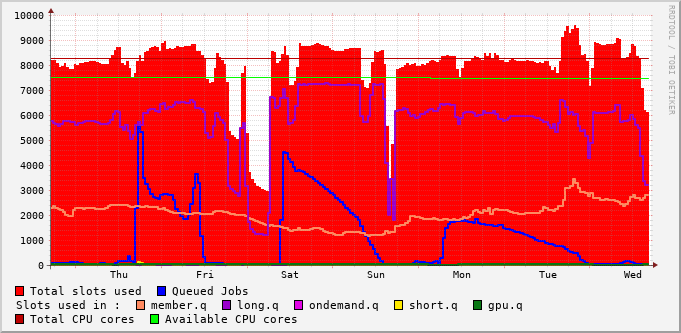 10000
9000
8000
7000
6000
5000
4000
3000
2000
1000
0
Thu Fri Sat Sun Mon Tue Wed
RRDTOOL / TOBI OETIKER
Total slots used Queued Jobs
Slots used in : member.q long.q ondemand.q short.q gpu.q
Total CPU cores Available CPU cores